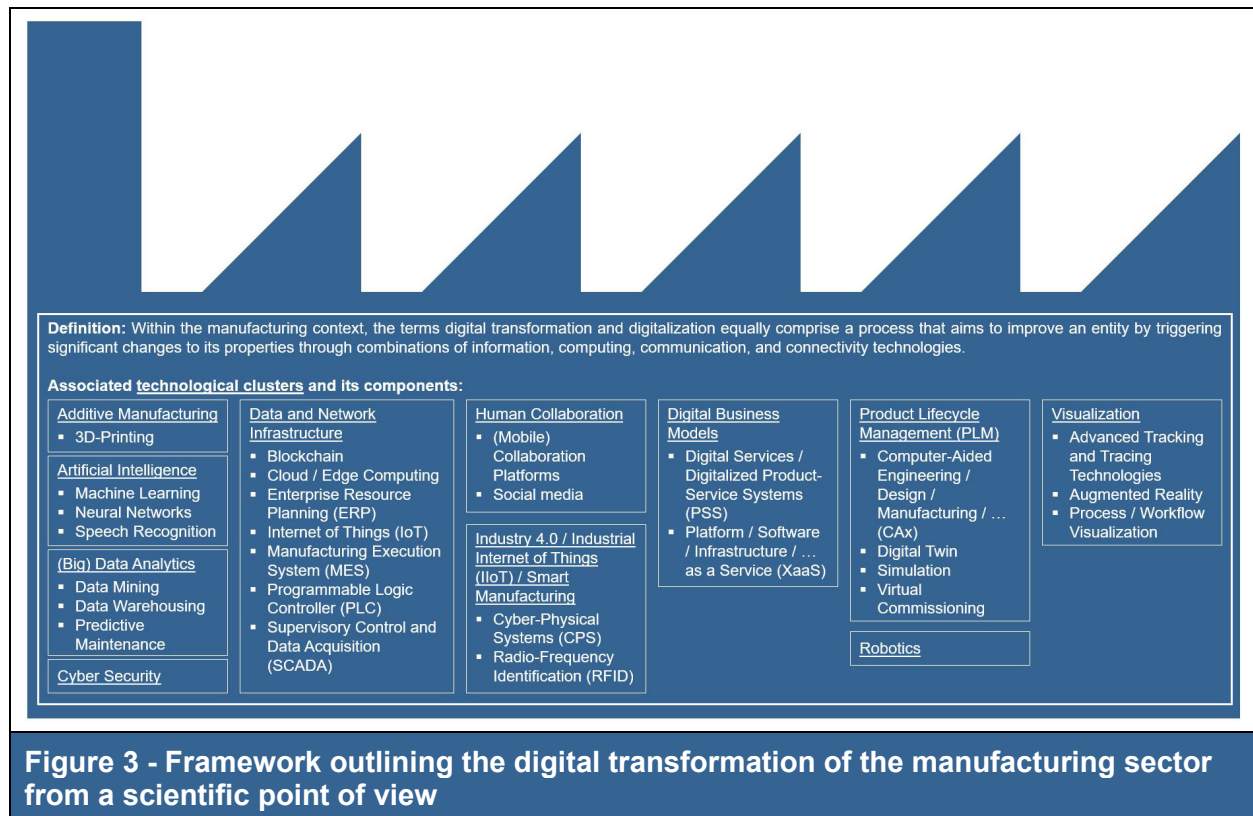 Definition: Within the manufacturing context, the terms digital transformation and digitalization equally comprise a process that aims to improve an entity by triggering
significant changes to its properties through combinations of information, computing, communication, and connectivity technologies.
Associated technological clusters and its components:
Additive Manufacturing
▪ 3D-Printing
Artificial Intelligence
▪ Machine Learning
▪ Neural Networks
▪ Speech Recognition
(Big) Data Analytics
▪ Data Mining
▪ Data Warehousing
▪ Predictive
Maintenance
Cyber Security
Data and Network
Infrastructure
▪ Blockchain
▪ Cloud / Edge Computing
▪ Enterprise Resource
Planning (ERP)
▪ Internet of Things (IoT)
▪ Manufacturing Execution
System (MES)
▪ Programmable Logic
Controller (PLC)
▪ Supervisory Control and
Data Acquisition
(SCADA)
Human Collaboration
▪ (Mobile)
Collaboration
Platforms
▪ Social media
Industry 4.0 / Industrial
Internet of Things
(IIoT) / Smart
Manufacturing
▪ Cyber-Physical
Systems (CPS)
▪ Radio-Frequency
Identification (RFID)
Digital Business
Models
▪ Digital Services /
Digitalized Product-
Service Systems
(PSS)
▪ Platform / Software
/ Infrastructure / …
as a Service (XaaS)
Product Lifecycle
Management (PLM)
▪ Computer-Aided
Engineering /
Design /
Manufacturing / …
(CAx)
▪ Digital Twin
▪ Simulation
▪ Virtual
Commissioning
Robotics
Visualization
▪ Advanced Tracking
and Tracing
Technologies
▪ Augmented Reality
▪ Process / Workflow
Visualization
Figure 3 - Framework outlining the digital transformation of the manufacturing sector
from a scientific point of view